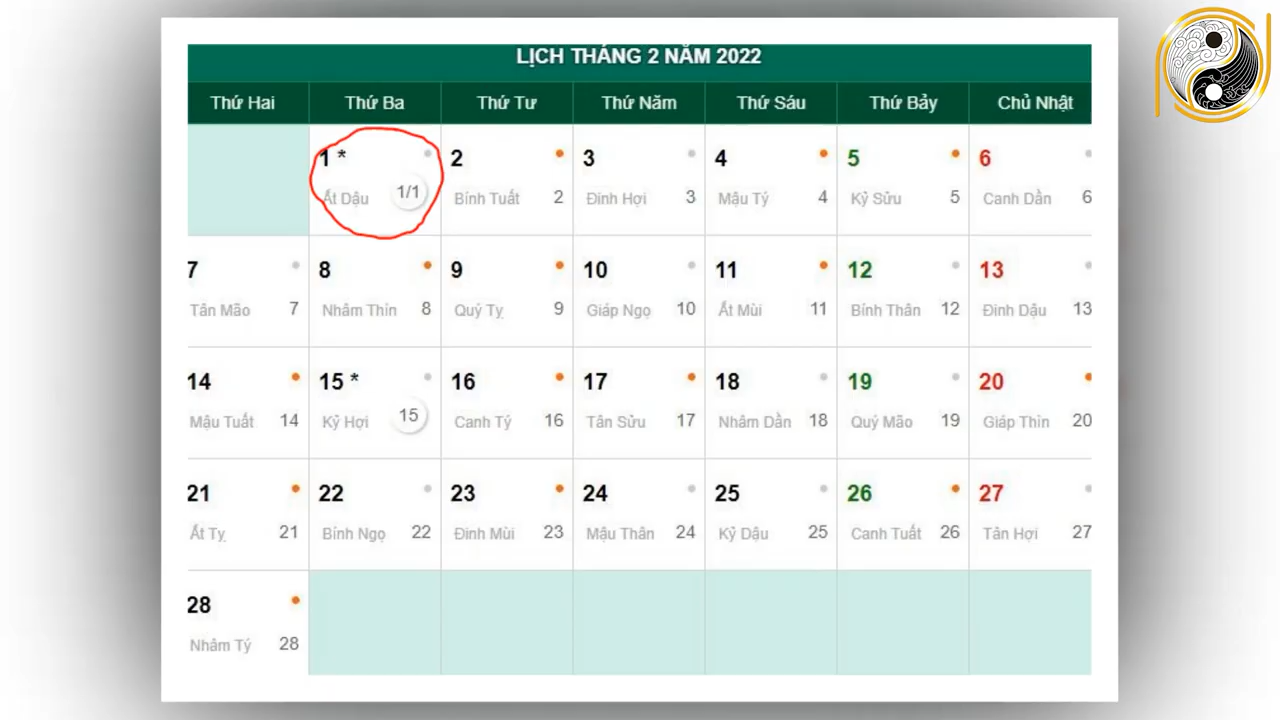 LỊCH THÁNG 2 NĂM 2022
Thứ Hai Thứ Ba Thứ Tư Thứ Năm Thứ Sáu Thứ Bảy Chủ Nhật
1 * 2 3 4 5 6
Ất Dậu 1/1 Bính Tuất 2 Đinh Hợi 3 Mậu Tý 4 Kỷ Sửu 5 Canh Dần 6
7 8 9 10 11 12 13
Tân Mão 7 Nhâm Thìn 8 Quý Tỵ 9 Giáp Ngọ 10 Ất Mùi 11 Bính Thân 12 Đinh Dậu 13
14 15 * 16 17 18 19 20
Mậu Tuất 14 Kỷ Hợi 15 Canh Tý 16 Tân Sửu 17 Nhâm Dần 18 Quý Mão 19 Giáp Thìn 20
21 22 23 24 25 26 27
Ất Tỵ 21 Bính Ngọ 22 Đinh Mùi 23 Mậu Thân 24 Kỷ Dậu 25 Canh Tuất 26 Tân Hợi 27
28
Nhâm Tý 28